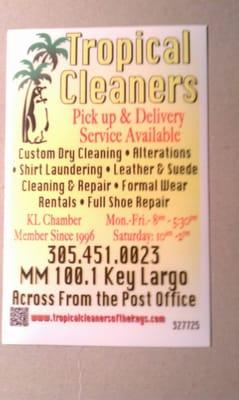 Tropical
Cleaners
Pick up & Delivery
Service Available
Custom Dry Cleaning • Alterations
• Shirt Laundering • Leather & Suede
Cleaning & Repair • Formal Wear
Rentals • Full Shoe Repair
KL Chamber Mon.-Fri.- 8⁰⁰ - 5:30ᵖᵐ
Member Since 1996 Saturday: 10ᵃᵐ -2ᵖᵐ
305.451.0023
MM 100.1 Key Largo
Across From the Post Office
www.tropicalcleanersofthekeys.com
327725